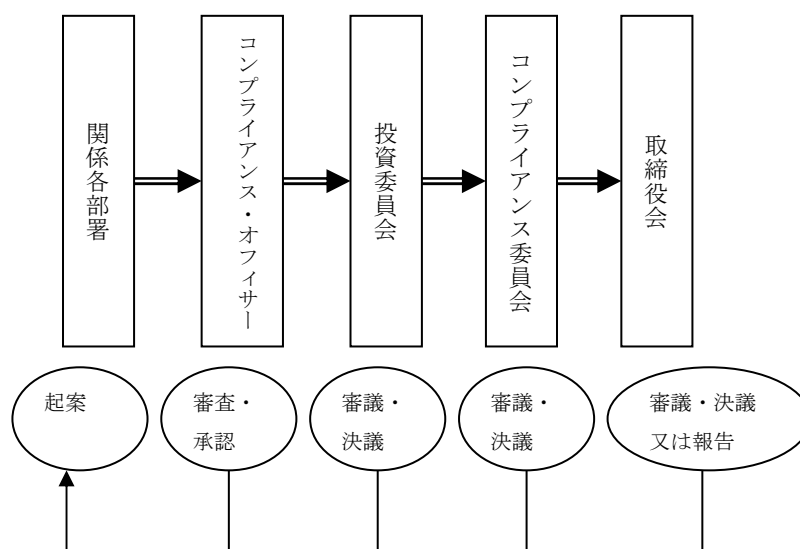 関係各部署
コンプライアンス・オフィサー
投資委員会
コンプライアンス委員会
取締役会
起案
審査・
承認
審議・
決議
審議・
決議
審議・決議
又は報告